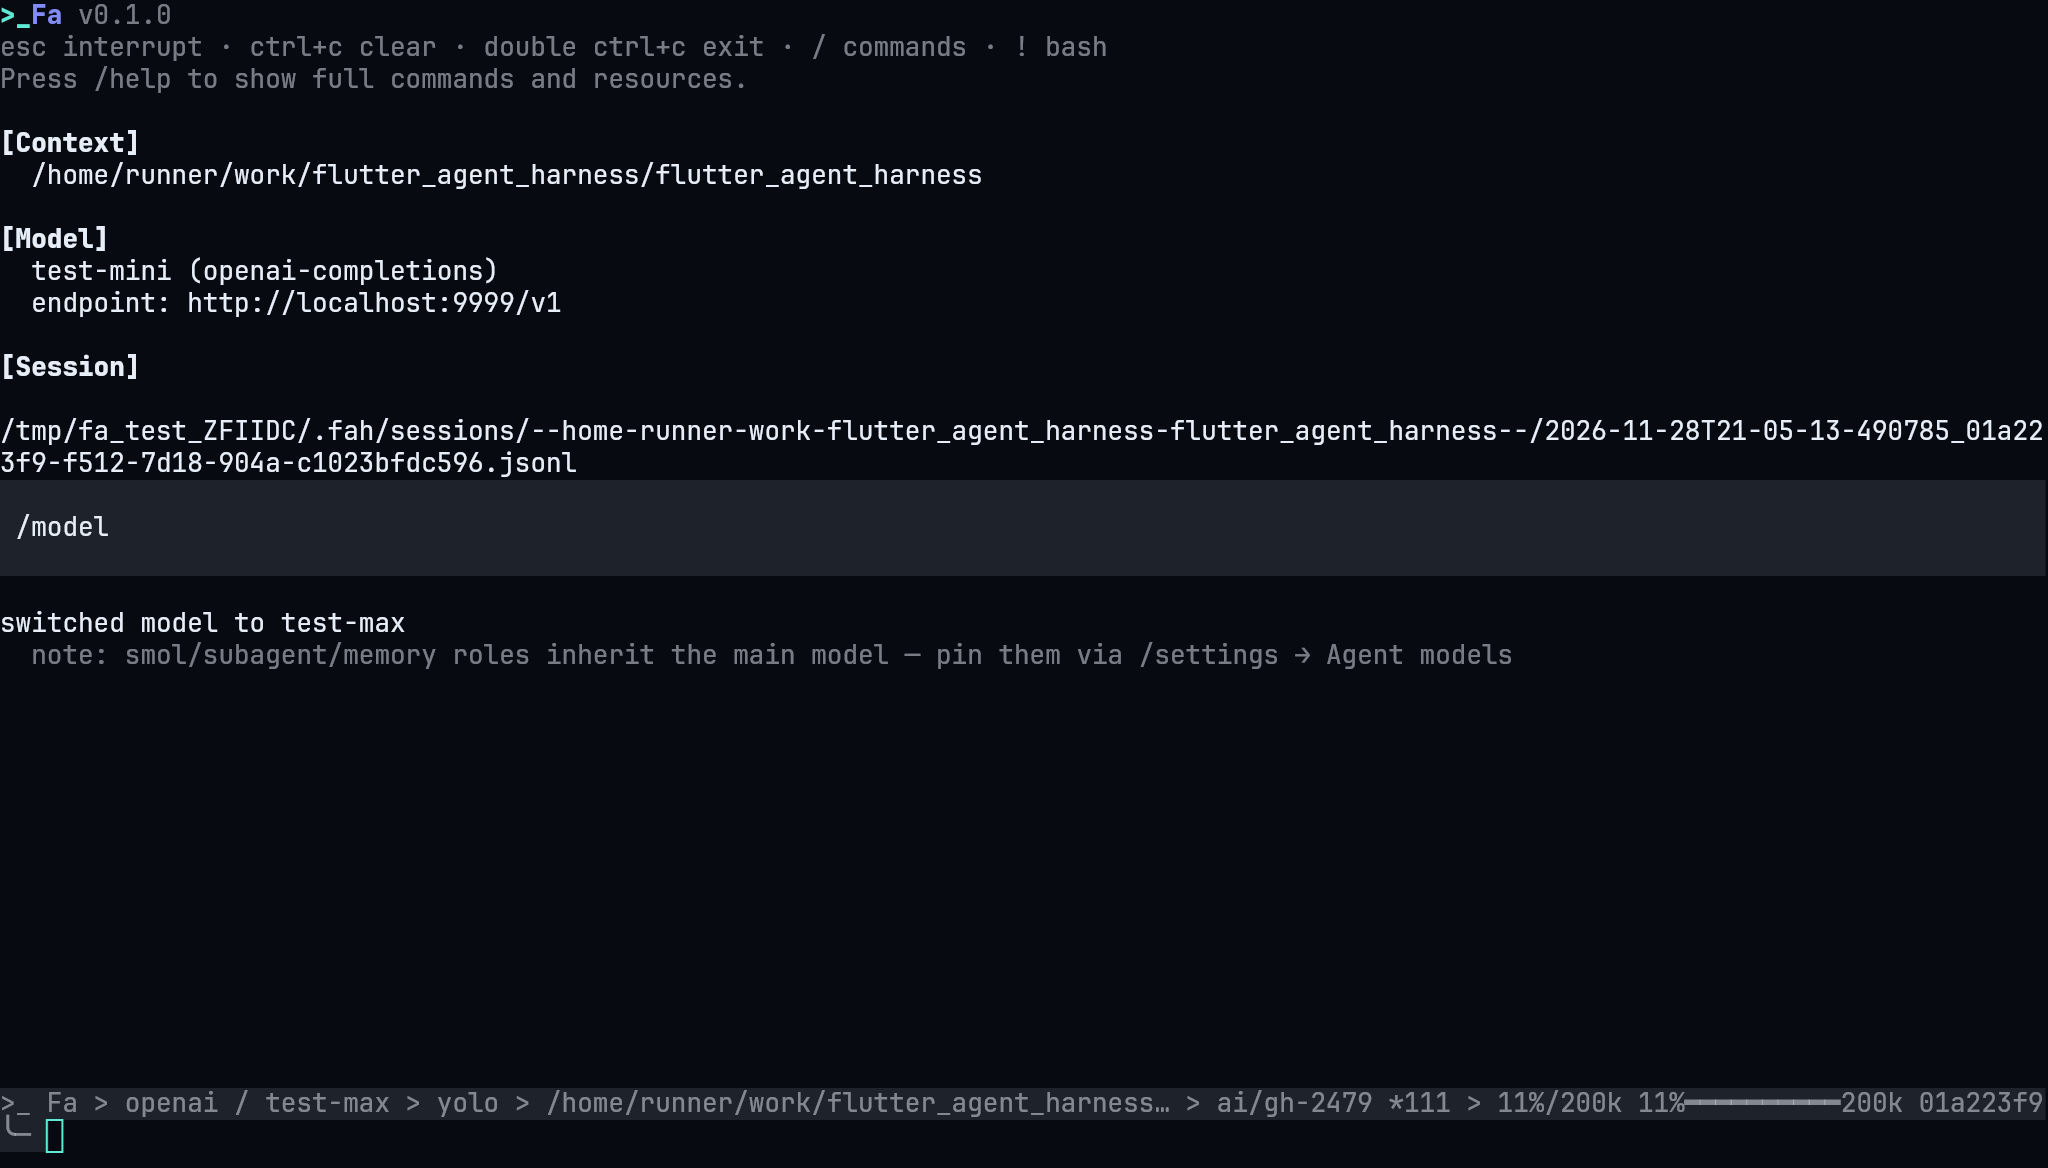 >_Fa v0.1.0
esc interrupt · ctrl+c clear · double ctrl+c exit · / commands · ! bash
Press /help to show full commands and resources.
[Context]
/home/runner/work/flutter_agent_harness/flutter_agent_harness
[Model]
test-mini (openai-completions)
endpoint: http://localhost:9999/v1
[Session]
/tmp/fa_test_ZFIIDC/.fah/sessions/--home-runner-work-flutter_agent_harness-flutter_agent_harness--/2026-11-28T21-05-13-490785_01a22
3f9-f512-7d18-904a-c1023bfdc596.jsonl
/model
switched model to test-max
note: smol/subagent/memory roles inherit the main model — pin them via /settings → Agent models
>_ Fa > openai / test-max > yolo > /home/runner/work/flutter_agent_harness… > ai/gh-2479 *111 > 11%/200k 11%━━━━━━━━━━200k 01a223f9